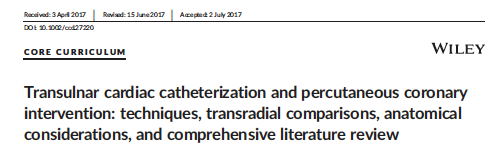 Received: 3 April 2017 | Revised: 15 June 2017 | Accepted: 2 July 2017
DOI: 10.1002/ccd.27220
CORE CURRICULUM
WILEY
Transulnar cardiac catheterization and percutaneous coronary
intervention: techniques, transradial comparisons, anatomical
considerations, and comprehensive literature review